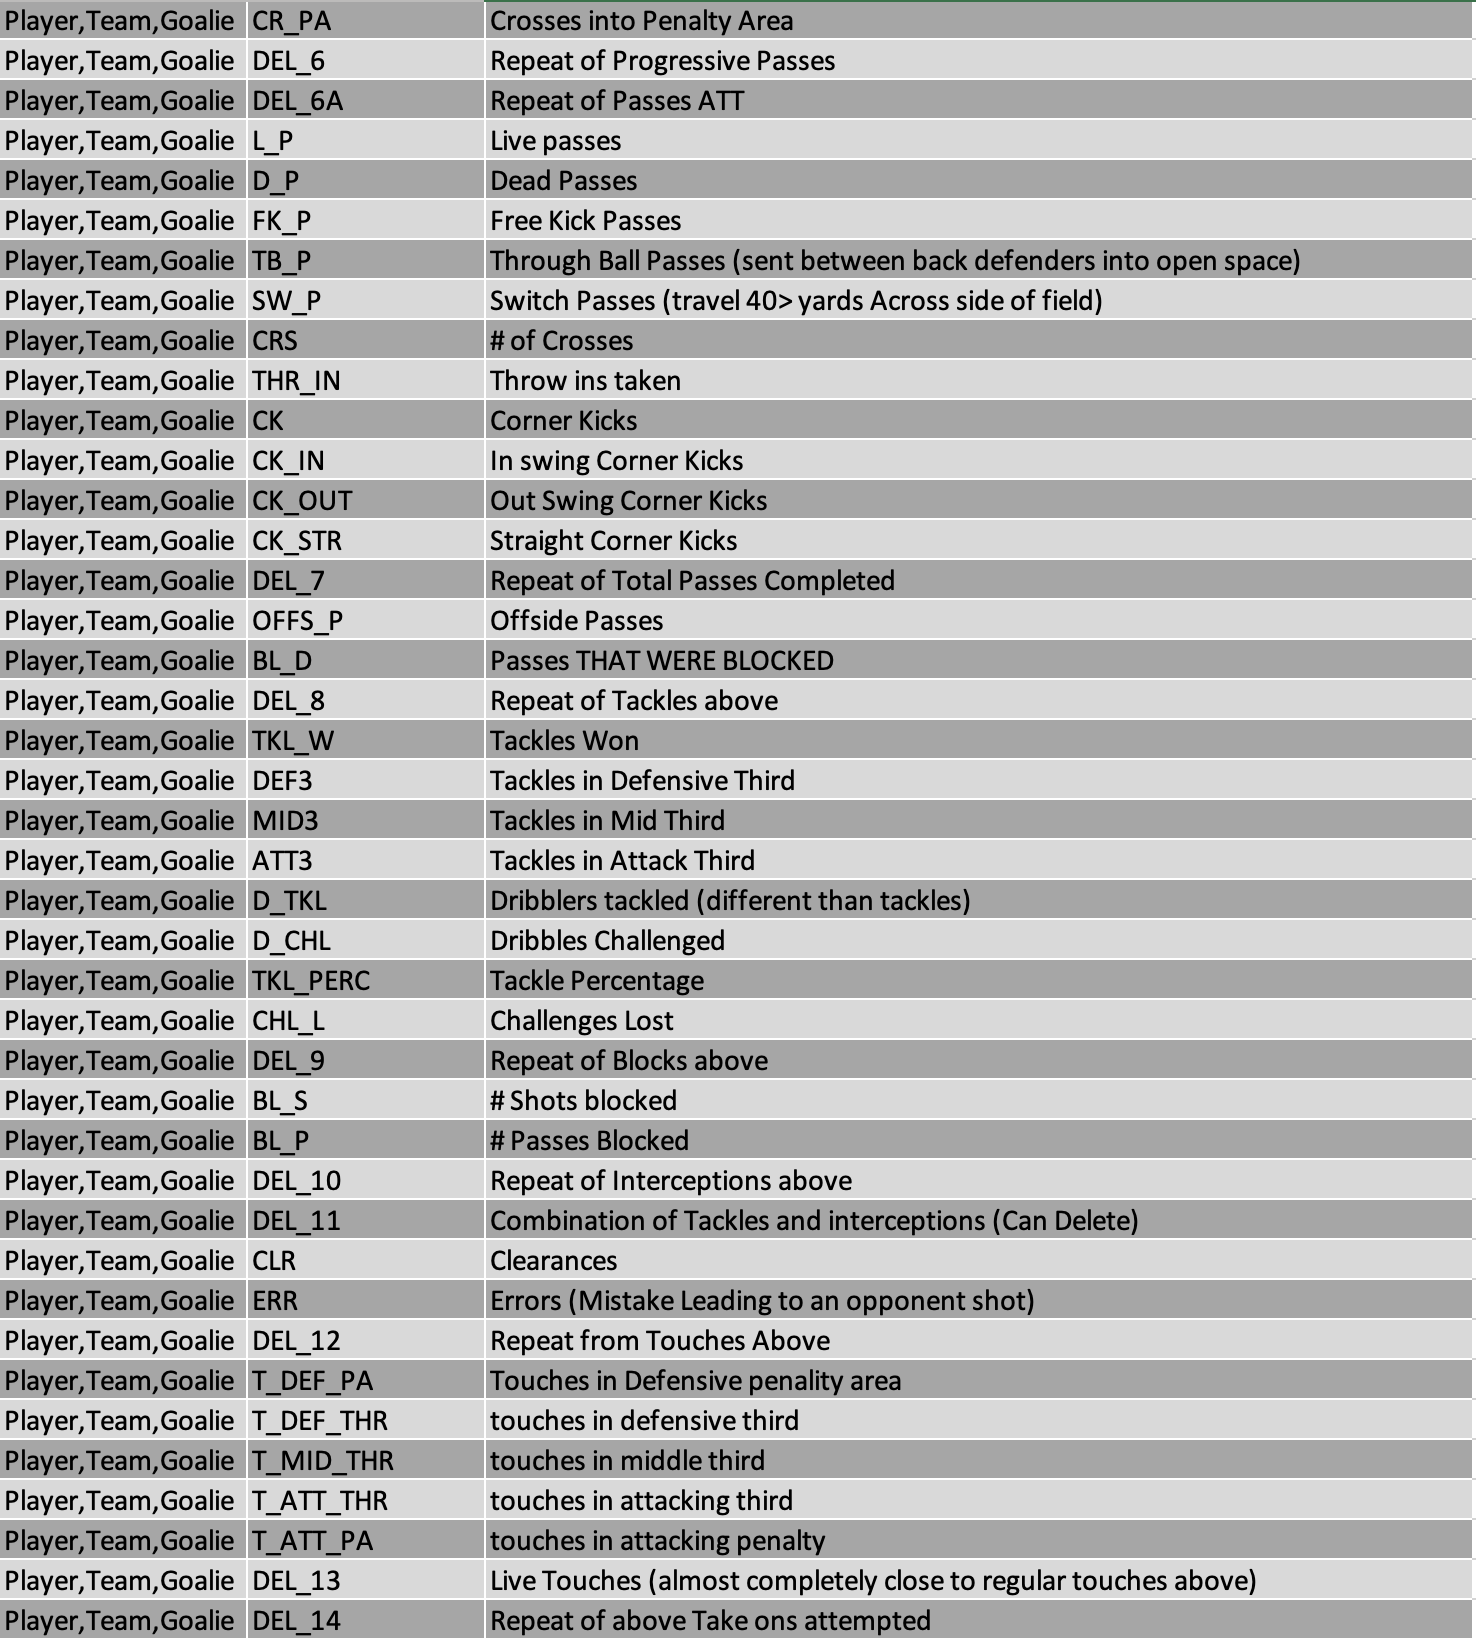 Player,Team,Goalie CR_PA Crosses into Penalty Area
Player,Team,Goalie DEL_6 Repeat of Progressive Passes
Player,Team,Goalie DEL_6A Repeat of Passes ATT
Player,Team,Goalie L_P Live passes
Player,Team,Goalie D_P Dead Passes
Player,Team,Goalie FK_P Free Kick Passes
Player,Team,Goalie TB_P Through Ball Passes (sent between back defenders into open space)
Player,Team,Goalie SW_P Switch Passes (travel 40> yards Across side of field)
Player,Team,Goalie CRS # of Crosses
Player,Team,Goalie THR_IN Throw ins taken
Player,Team,Goalie CK Corner Kicks
Player,Team,Goalie CK_IN In swing Corner Kicks
Player,Team,Goalie CK_OUT Out Swing Corner Kicks
Player,Team,Goalie CK_STR Straight Corner Kicks
Player,Team,Goalie DEL_7 Repeat of Total Passes Completed
Player,Team,Goalie OFFS_P Offside Passes
Player,Team,Goalie BL_D Passes THAT WERE BLOCKED
Player,Team,Goalie DEL_8 Repeat of Tackles above
Player,Team,Goalie TKL_W Tackles Won
Player,Team,Goalie DEF3 Tackles in Defensive Third
Player,Team,Goalie MID3 Tackles in Mid Third
Player,Team,Goalie ATT3 Tackles in Attack Third
Player,Team,Goalie D_TKL Dribblers tackled (different than tackles)
Player,Team,Goalie D_CHL Dribbles Challenged
Player,Team,Goalie TKL_PERC Tackle Percentage
Player,Team,Goalie CHL_L Challenges Lost
Player,Team,Goalie DEL_9 Repeat of Blocks above
Player,Team,Goalie BL_S # Shots blocked
Player,Team,Goalie BL_P # Passes Blocked
Player,Team,Goalie DEL_10 Repeat of Interceptions above
Player,Team,Goalie DEL_11 Combination of Tackles and interceptions (Can Delete)
Player,Team,Goalie CLR Clearances
Player,Team,Goalie ERR Errors (Mistake Leading to an opponent shot)
Player,Team,Goalie DEL_12 Repeat from Touches Above
Player,Team,Goalie T_DEF_PA Touches in Defensive penality area
Player,Team,Goalie T_DEF_THR touches in defensive third
Player,Team,Goalie T_MID_THR touches in middle third
Player,Team,Goalie T_ATT_THR touches in attacking third
Player,Team,Goalie T_ATT_PA touches in attacking penalty
Player,Team,Goalie DEL_13 Live Touches (almost completely close to regular touches above)
Player,Team,Goalie DEL_14 Repeat of above Take ons attempted